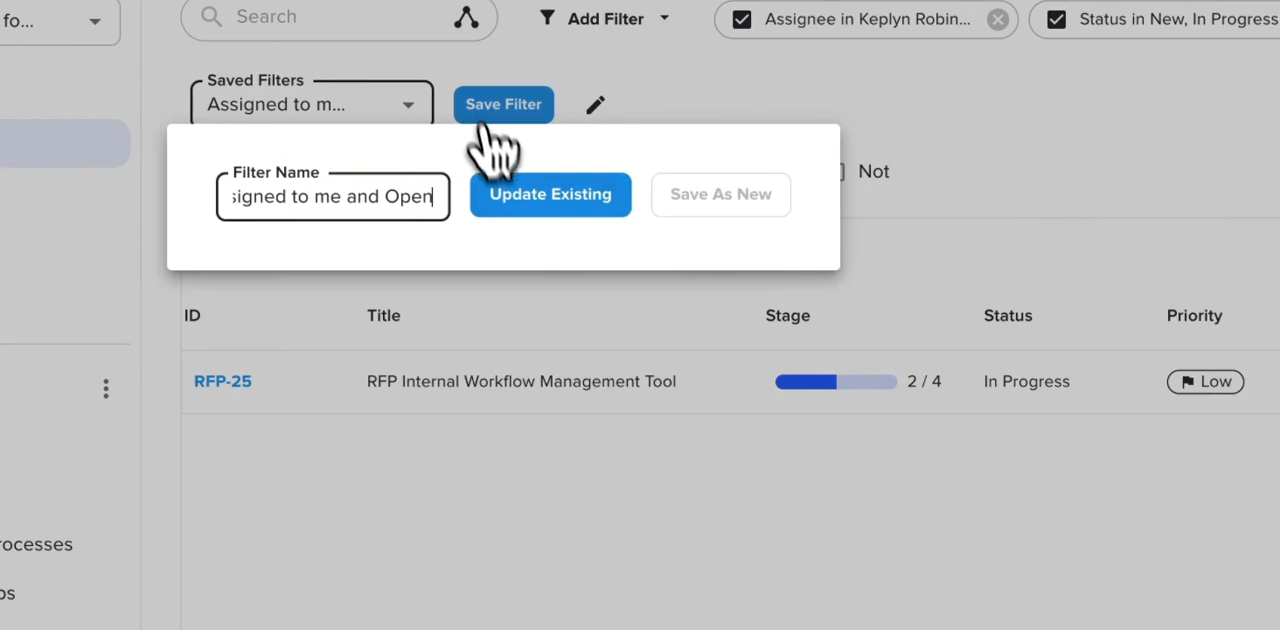 fo...
Search
Add Filter
Assignee in Keplyn Robin...
Status in New, In Progress
Saved Filters
Assigned to m...
Save Filter
Filter Name
signed to me and Open
Update Existing
Save As New
Not
ID Title Stage Status Priority
RFP-25 RFP Internal Workflow Management Tool 2 / 4 In Progress Low
rocesses
os